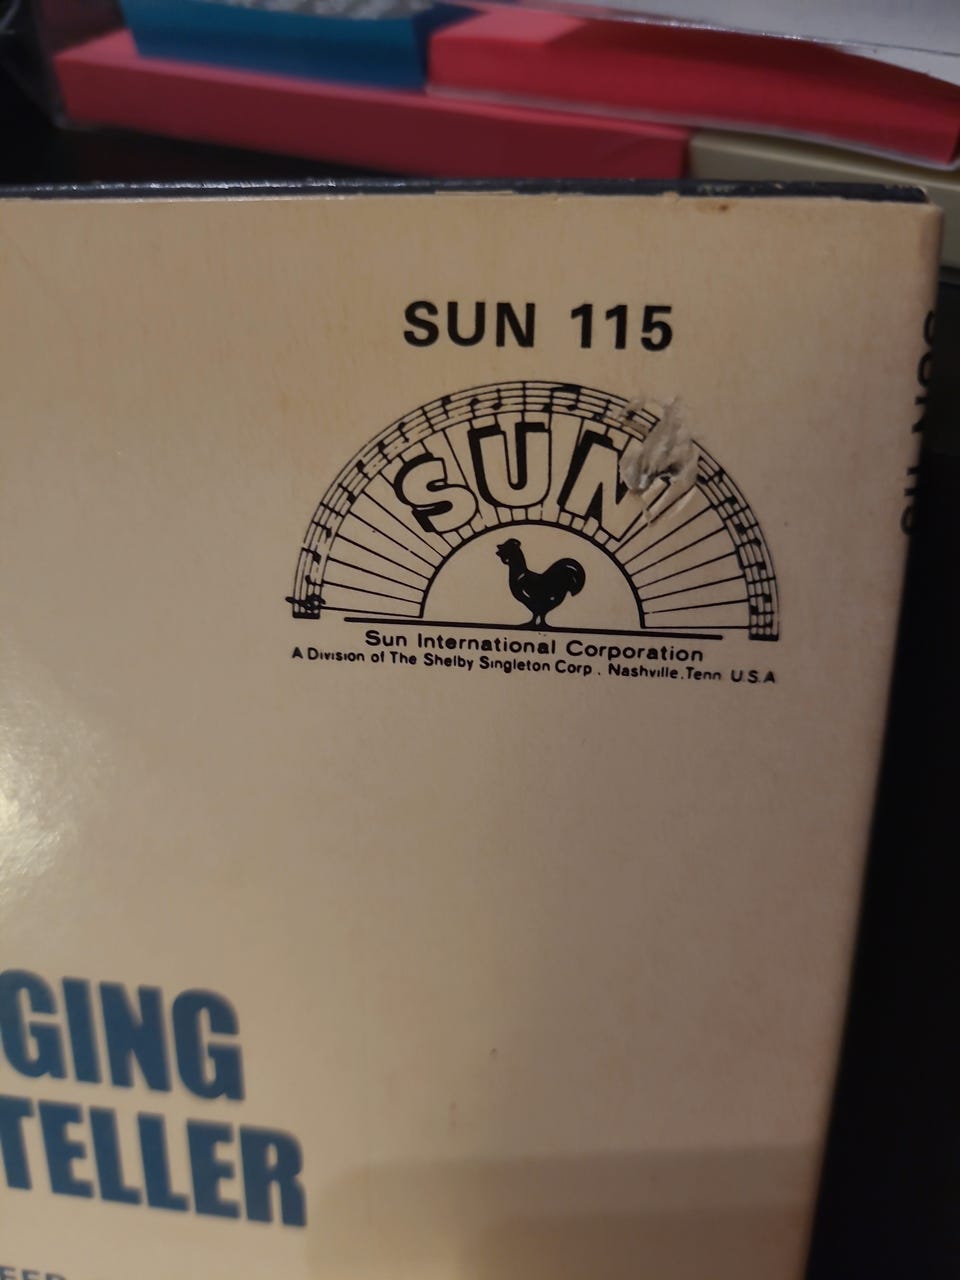 SUN 115
SUN
Sun International Corporation
A Division of The Shelby Singleton Corp. Nashville, Tenn. U.S.A
GING
TELLER